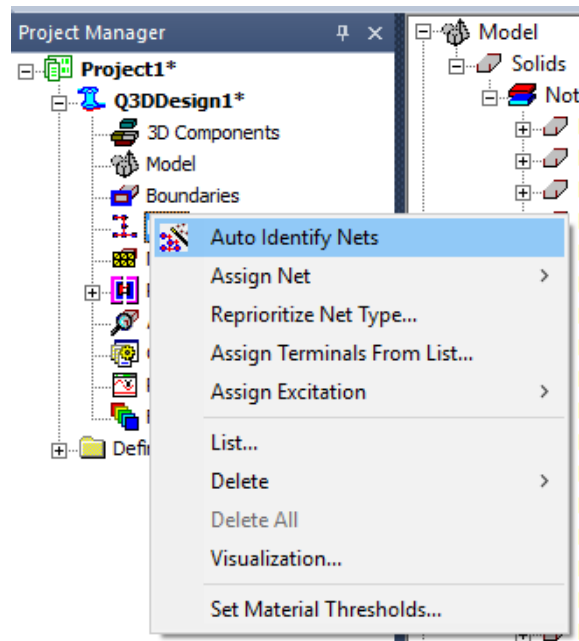 Project Manager
Project1*
Q3DDesign1*
3D Components
Model
Boundaries
Auto Identify Nets
Assign Net
Reprioritize Net Type...
Assign Terminals From List...
Assign Excitation
List...
Delete
Delete All
Visualization...
Set Material Thresholds...
Defi
Model
Solids
Not